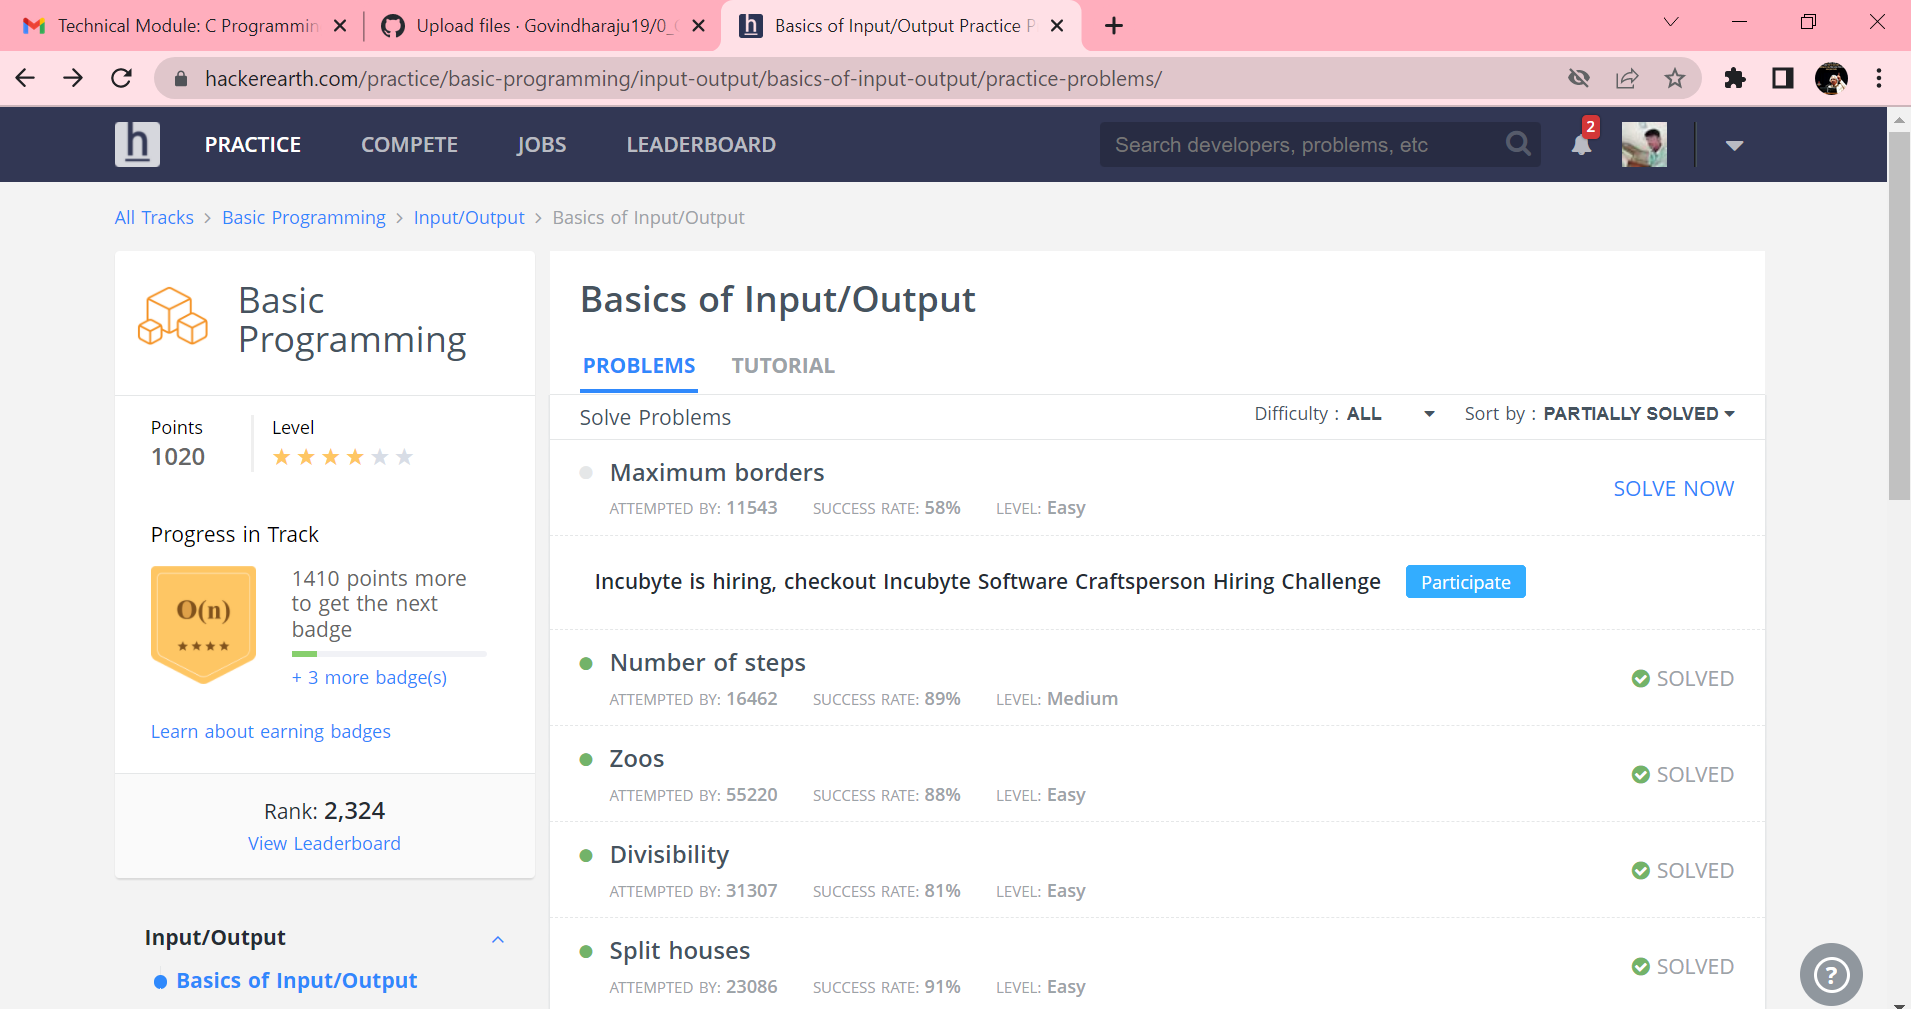 Technical Module: C Programmin
Upload files · Govindharaju19/0_
Basics of Input/Output Practice P
hackerearth.com/practice/basic-programming/input-output/basics-of-input-output/practice-problems/
h PRACTICE COMPETE JOBS LEADERBOARD Search developers, problems, etc 2
All Tracks > Basic Programming > Input/Output > Basics of Input/Output
Basic
Programming
Points Level
1020
Progress in Track
O(n)
1410 points more
to get the next
badge
+ 3 more badge(s)
Learn about earning badges
Rank: 2,324
View Leaderboard
Input/Output
Basics of Input/Output
Basics of Input/Output
PROBLEMS TUTORIAL
Solve Problems Difficulty : ALL Sort by : PARTIALLY SOLVED
Maximum borders
ATTEMPTED BY: 11543 SUCCESS RATE: 58% LEVEL: Easy
SOLVE NOW
Incubyte is hiring, checkout Incubyte Software Craftsperson Hiring Challenge Participate
Number of steps
ATTEMPTED BY: 16462 SUCCESS RATE: 89% LEVEL: Medium
SOLVED
Zoos
ATTEMPTED BY: 55220 SUCCESS RATE: 88% LEVEL: Easy
SOLVED
Divisibility
ATTEMPTED BY: 31307 SUCCESS RATE: 81% LEVEL: Easy
SOLVED
Split houses
ATTEMPTED BY: 23086 SUCCESS RATE: 91% LEVEL: Easy
SOLVED
?